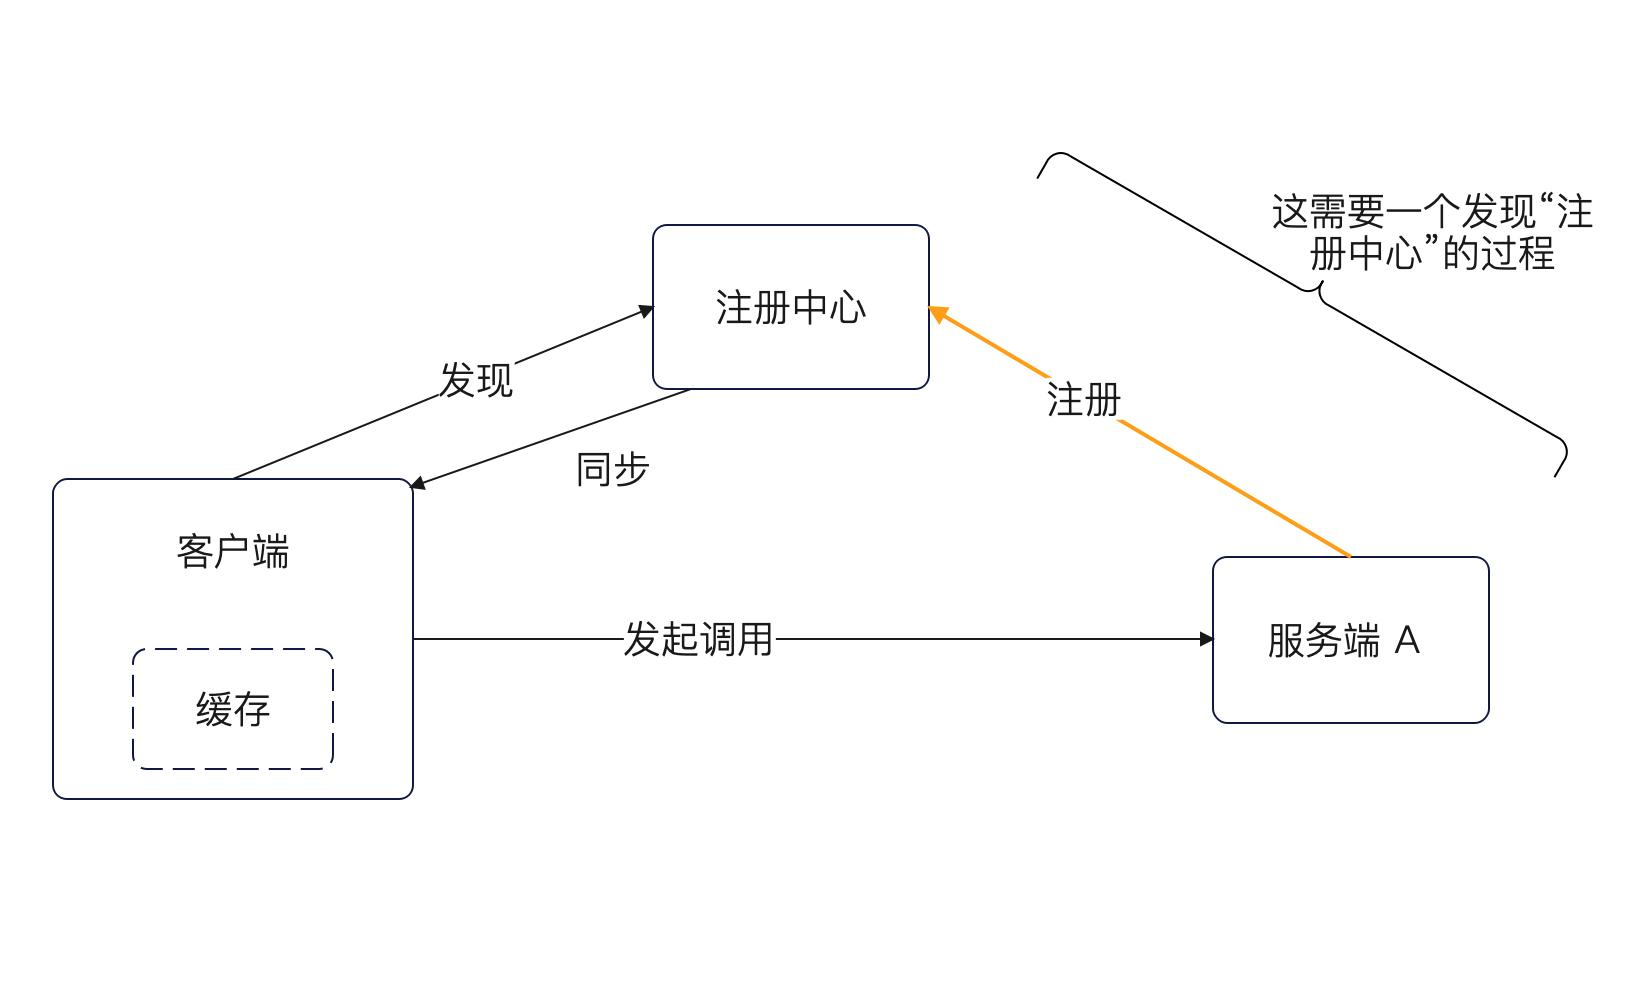 这需要一个发现“注
册中心”的过程
注册中心
发现
注册
同步
客户端
发起调用
服务端 A
缓存